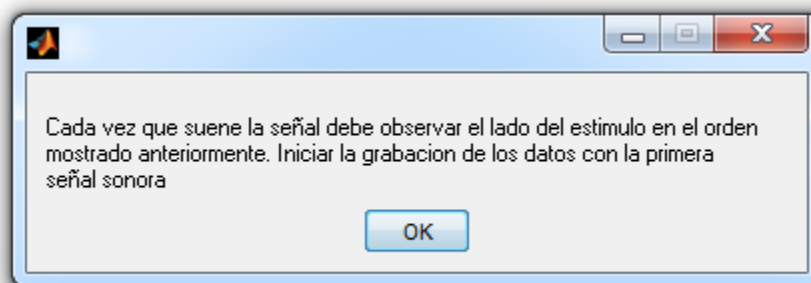 Cada vez que suene la señal debe observar el lado del estimulo en el orden
mostrado anteriormente. Iniciar la grabacion de los datos con la primera
señal sonora
OK